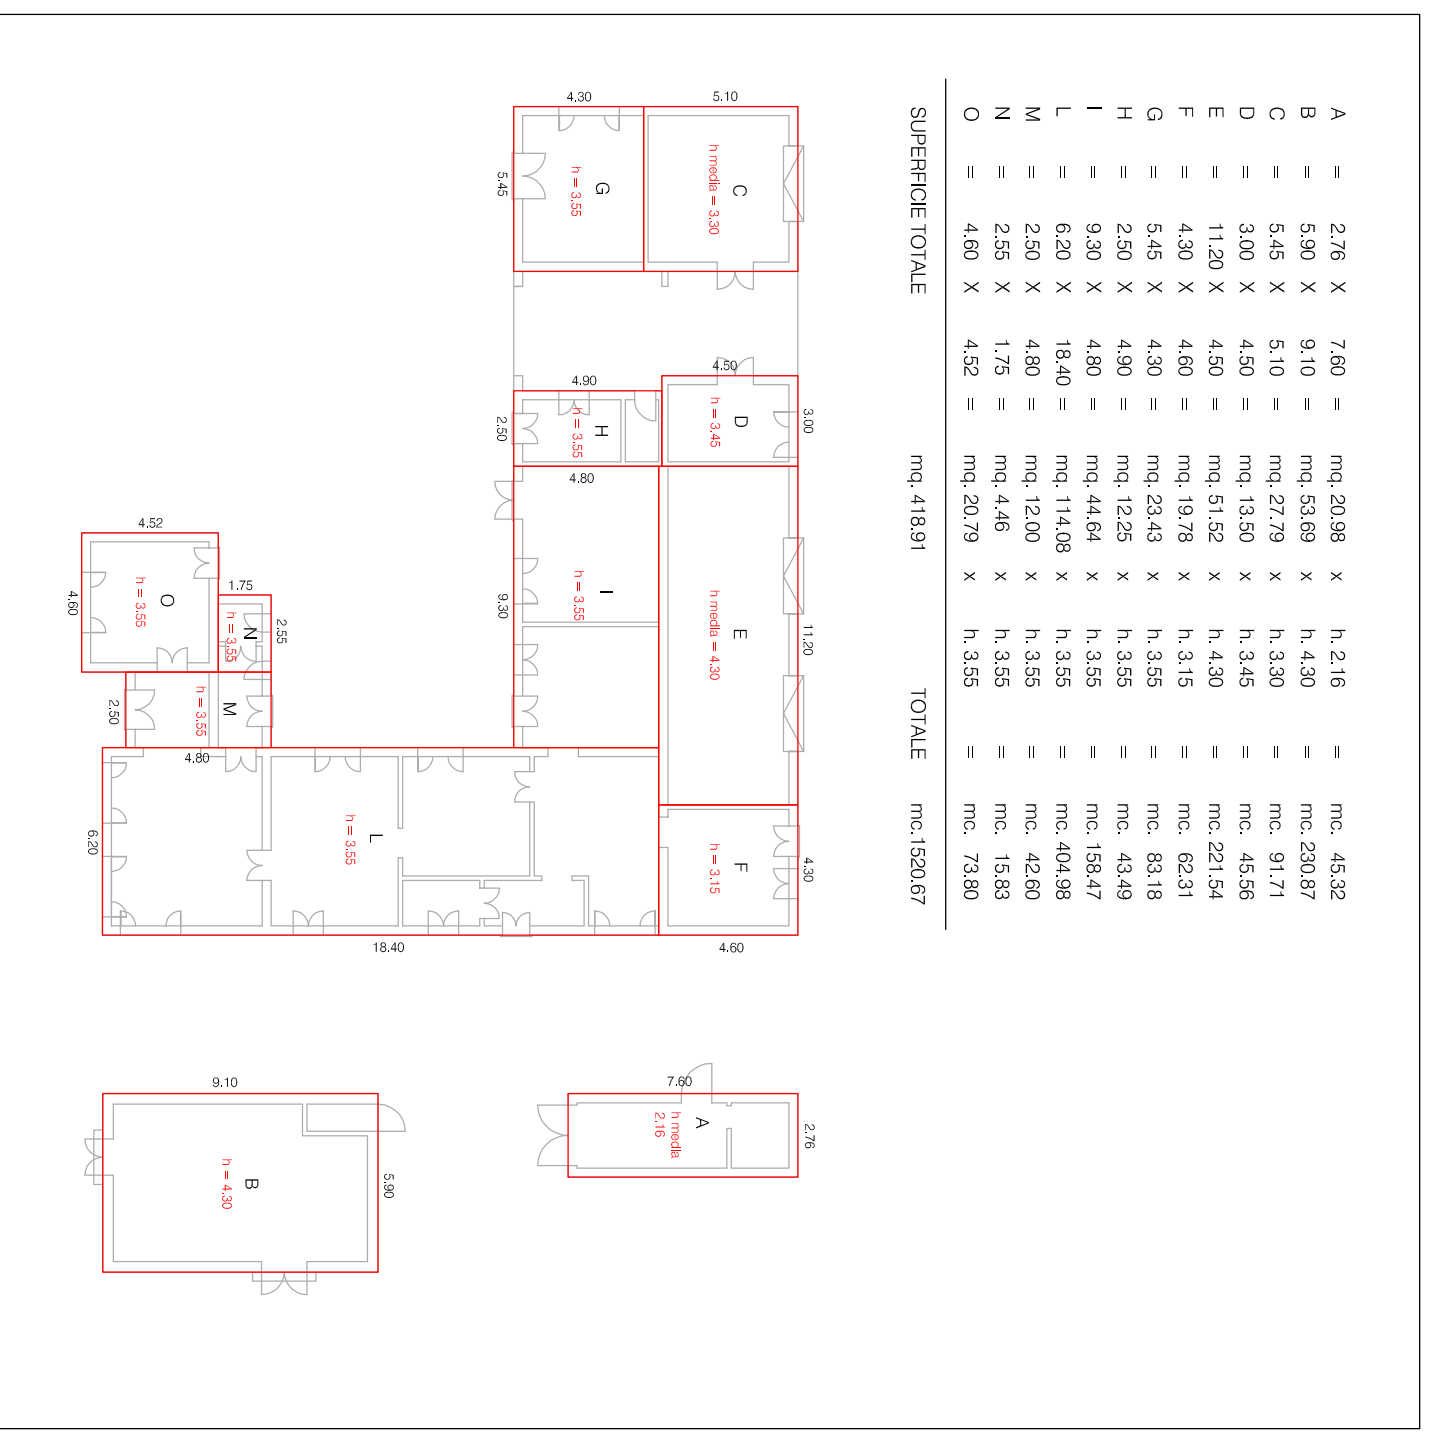 A = 2.76 X 7.60 = mq. 20.98 x h. 2.16 = mc. 45.32
B = 5.90 X 9.10 = mq. 53.69 x h. 4.30 = mc. 230.87
C = 5.45 X 5.10 = mq. 27.79 x h. 3.30 = mc. 91.71
D = 3.00 X 4.50 = mq. 13.50 x h. 3.45 = mc. 45.56
E = 11.20 X 4.50 = mq. 51.52 x h. 4.30 = mc. 221.54
F = 4.30 X 4.60 = mq. 19.78 x h. 3.15 = mc. 62.31
G = 5.45 X 4.30 = mq. 23.43 x h. 3.55 = mc. 83.18
H = 2.50 X 4.90 = mq. 12.25 x h. 3.55 = mc. 43.49
I = 9.30 X 4.80 = mq. 44.64 x h. 3.55 = mc. 158.47
L = 6.20 X 18.40 = mq. 114.08 x h. 3.55 = mc. 404.98
M = 2.50 X 4.80 = mq. 12.00 x h. 3.55 = mc. 42.60
N = 2.55 X 1.75 = mq. 4.46 x h. 3.55 = mc. 15.83
O = 4.60 X 4.52 = mq. 20.79 x h. 3.55 = mc. 73.80
SUPERFICIE TOTALE mq. 418.91 TOTALE mc. 1520.67
5.10
C
h media = 3.30
4.30
G
h = 3.55
5.45
4.50
3.00
D
h = 3.45
4.90
H
h = 3.55
2.50
11.20
E
h media = 4.30
4.80
I
h = 3.55
9.30
4.30
F
h = 3.15
4.60
L
h = 3.55
6.20
18.40
4.52
O
h = 3.55
4.60
1.75
2.55
N
h = 3.55
M
h = 3.55
2.50
4.80
7.60
2.76
A
h media
2.16
9.10
5.90
B
h = 4.30